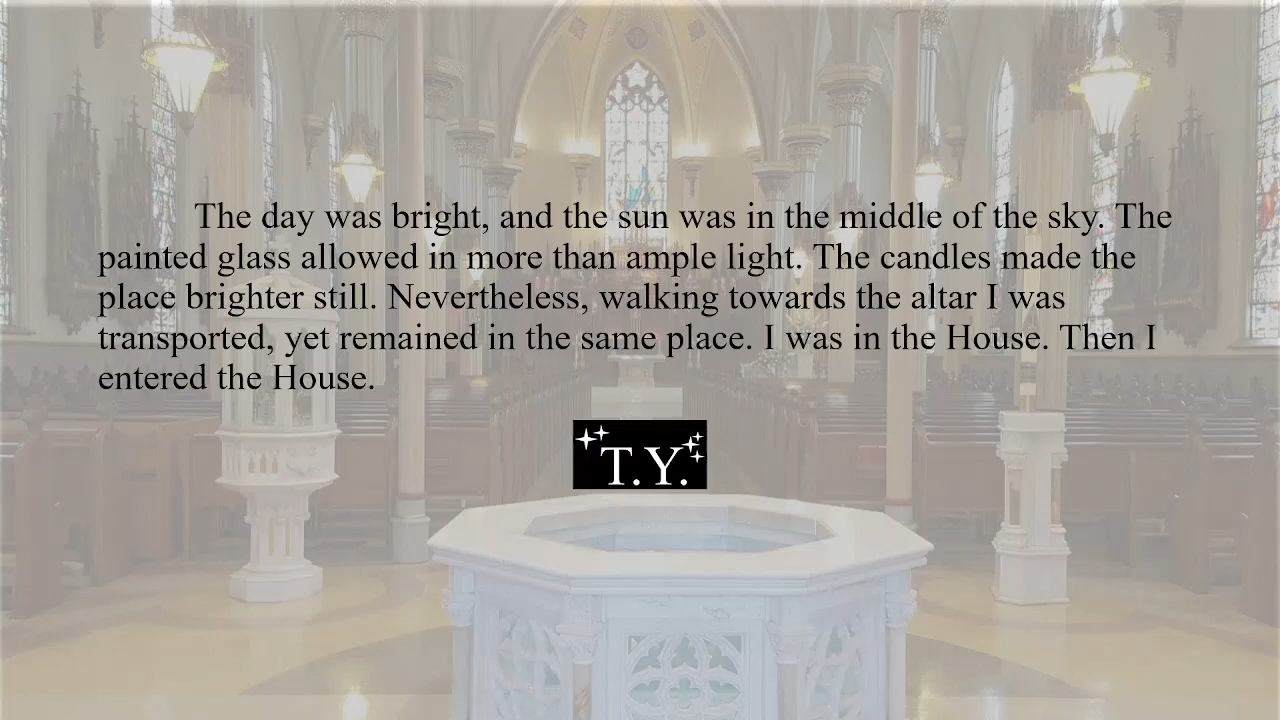 The day was bright, and the sun was in the middle of the sky. The
painted glass allowed in more than ample light. The candles made the
place brighter still. Nevertheless, walking towards the altar I was
transported, yet remained in the same place. I was in the House. Then I
entered the House.
T.Y.